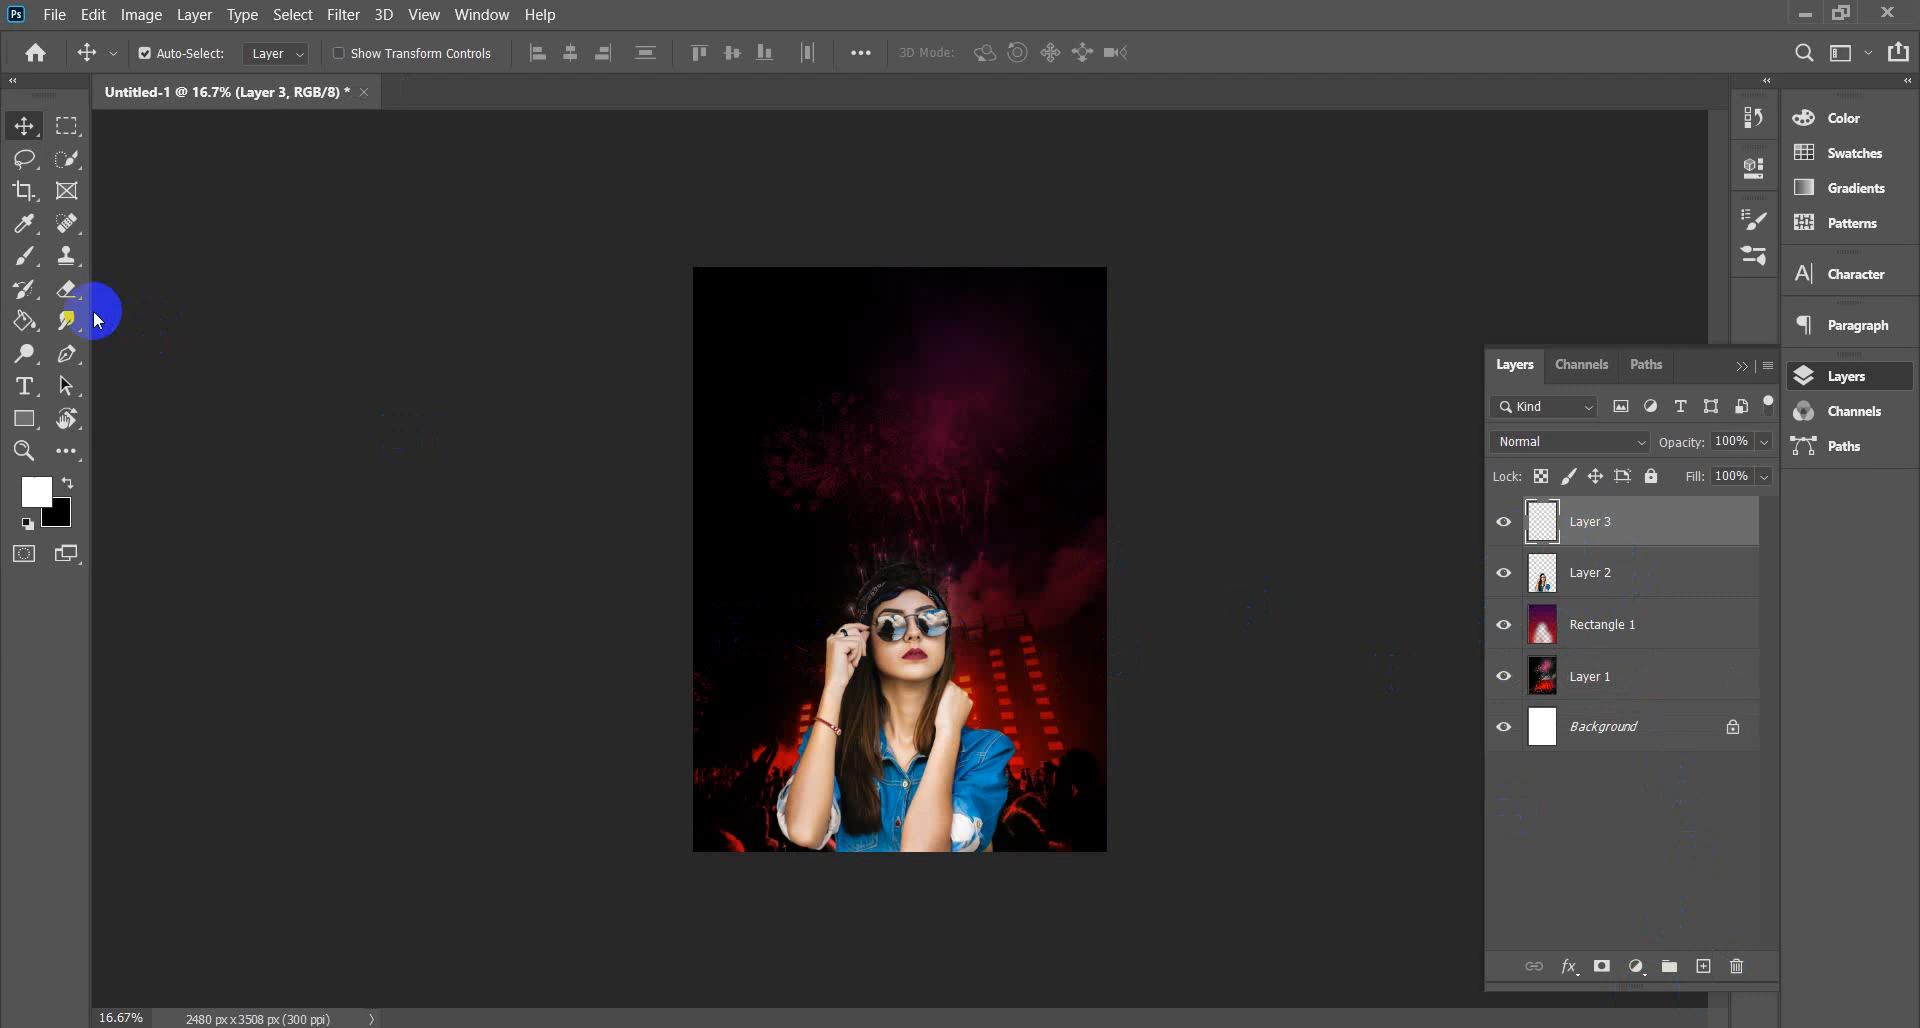 Ps File Edit Image Layer Type Select Filter 3D View Window Help
Auto-Select: Layer Show Transform Controls 3D Mode:
Untitled-1 @ 16.7% (Layer 3, RGB/8) *
Color
Swatches
Gradients
Patterns
Character
Paragraph
Layers
Channels
Paths
Layers Channels Paths
Kind
Normal Opacity: 100%
Lock: Fill: 100%
Layer 3
Layer 2
Rectangle 1
Layer 1
Background
fx
16.67% 2480 px x 3508 px (300 ppi)